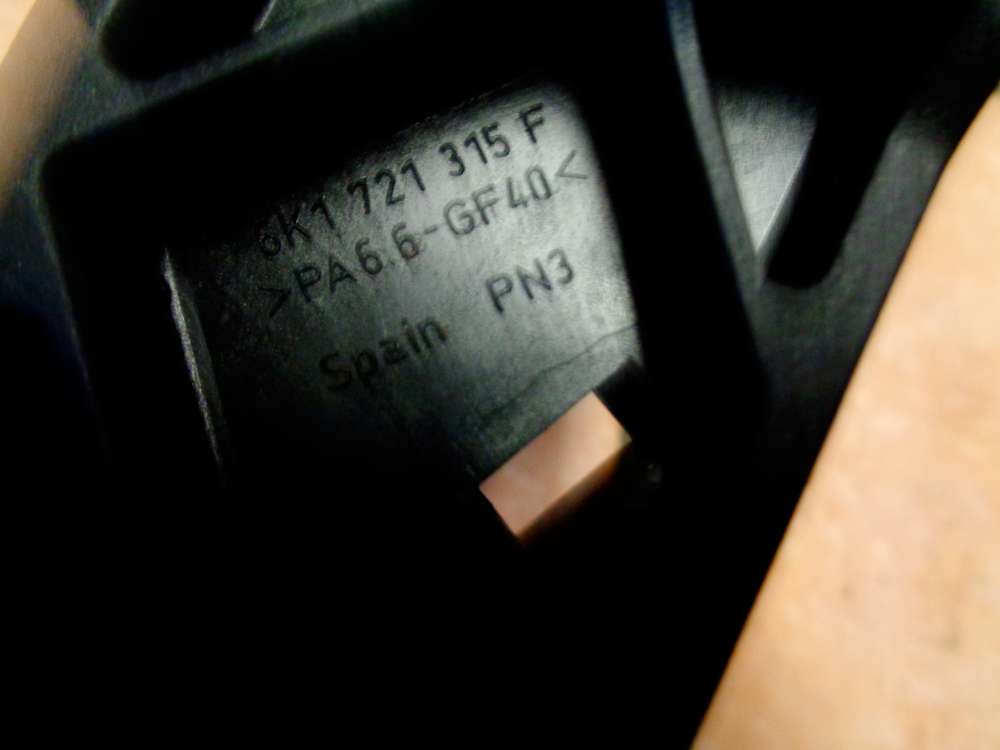 6K1 721 315 F
>PA6.6-GF40<
Spain PN3